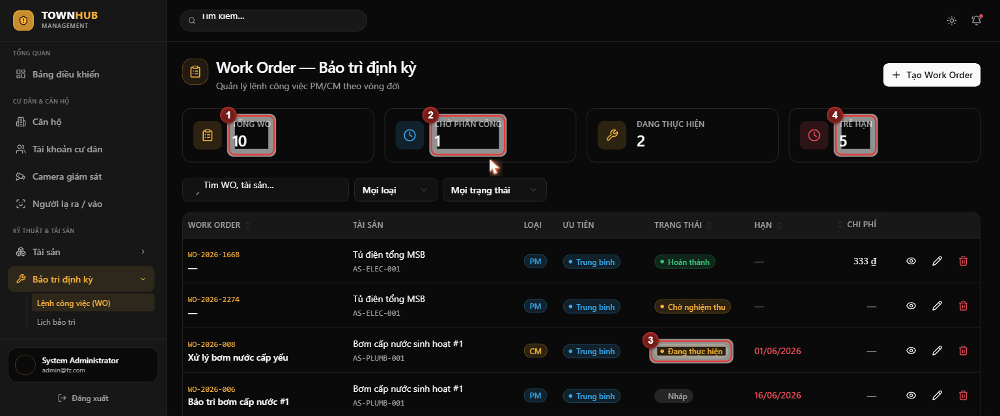 TOWNHUB
MANAGEMENT
Tìm kiếm...
TỔNG QUAN
Bảng điều khiển
CƯ DÂN & CĂN HỘ
Căn hộ
Tài khoản cư dân
Camera giám sát
Người lạ ra / vào
KỸ THUẬT & TÀI SẢN
Tài sản
Bảo trì định kỳ
Lệnh công việc (WO)
Lịch bảo trì
System Administrator
admin@fz.com
Đăng xuất
Work Order — Bảo trì định kỳ
Quản lý lệnh công việc PM/CM theo vòng đời
+ Tạo Work Order
1 TỔNG WO
10
2 CHỜ PHÂN CÔNG
1
ĐANG THỰC HIỆN
2
4 TRỄ HẠN
5
Tìm WO, tài sản...
Mọi loại
Mọi trạng thái
WORK ORDER TÀI SẢN LOẠI ƯU TIÊN TRẠNG THÁI HẠN CHI PHÍ
WO-2026-1668 Tủ điện tổng MSB PM Trung bình Hoàn thành — 333 ₫
— AS-ELEC-001
WO-2026-2274 Tủ điện tổng MSB PM Trung bình Chờ nghiệm thu — —
— AS-ELEC-001
WO-2026-008 Bơm cấp nước sinh hoạt #1 CM Trung bình 3 Đang thực hiện 01/06/2026 —
Xử lý bơm nước cấp yếu AS-PLUMB-001
WO-2026-006 Bơm cấp nước sinh hoạt #1 PM Trung bình Nháp 16/06/2026 —
Bảo trì bơm cấp nước #1 AS-PLUMB-001